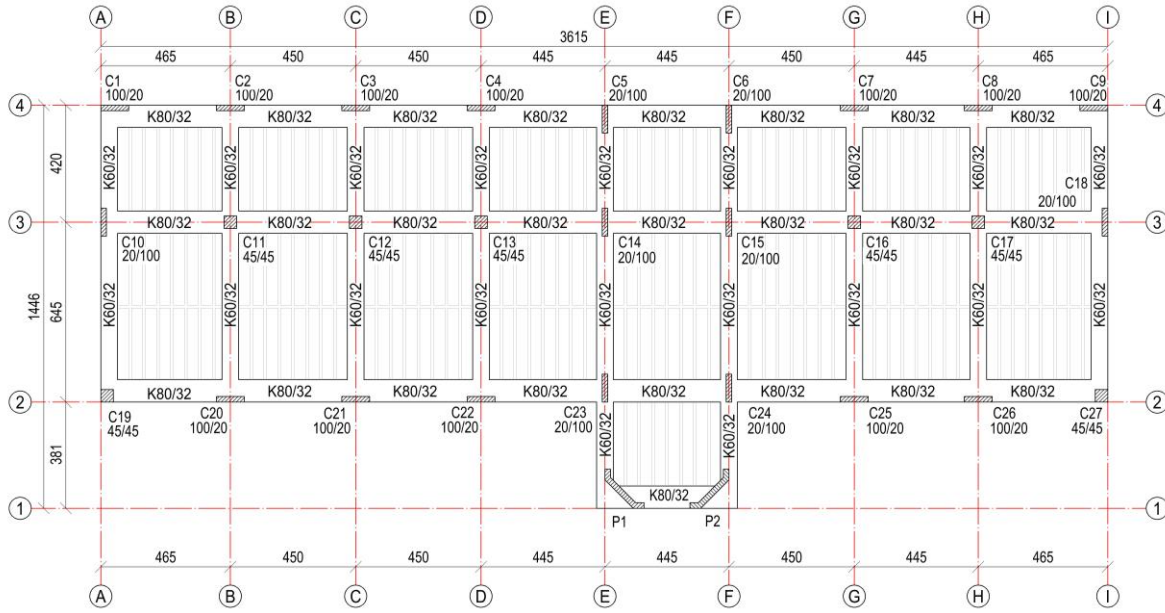 A B C D E F G H I
3615
465 450 450 445 445 450 445 465
C1 C2 C3 C4 C5 C6 C7 C8 C9
100/20 100/20 100/20 100/20 20/100 20/100 100/20 100/20 100/20
4 4
K80/32 K80/32 K80/32 K80/32 K80/32 K80/32 K80/32 K80/32
420
K60/32 K60/32 K60/32 K60/32 K60/32 K60/32 K60/32 K60/32 K60/32
C18
20/100
3 3
K80/32 K80/32 K80/32 K80/32 K80/32 K80/32 K80/32 K80/32
C10 C11 C12 C13 C14 C15 C16 C17
20/100 45/45 45/45 45/45 20/100 20/100 45/45 45/45
1446 645
K60/32 K60/32 K60/32 K60/32 K60/32 K60/32 K60/32 K60/32 K60/32
K80/32 K80/32 K80/32 K80/32 K80/32 K80/32 K80/32 K80/32
2 2
C19 C20 C21 C22 C23 C24 C25 C26 C27
45/45 100/20 100/20 100/20 20/100 20/100 100/20 100/20 45/45
381
K60/32 K60/32
K80/32
1 1
P1 P2
465 450 450 445 445 450 445 465
A B C D E F G H I